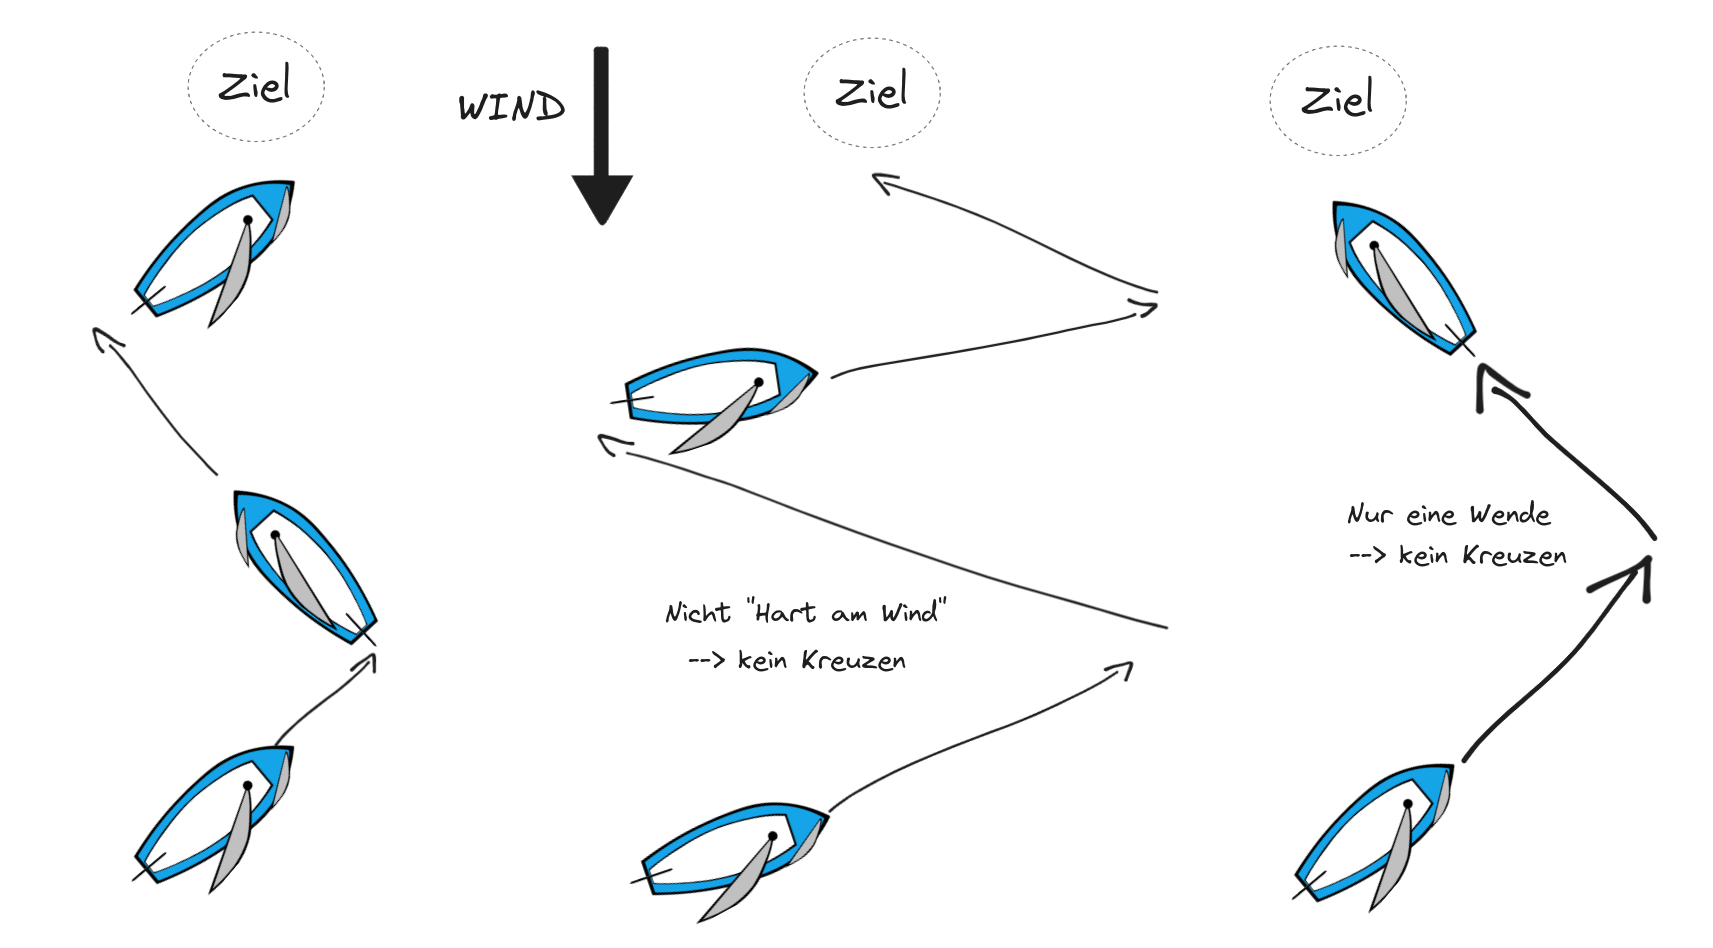 Ziel
WIND
Ziel
Ziel
Nur eine Wende
--> kein Kreuzen
Nicht "Hart am Wind"
--> kein Kreuzen